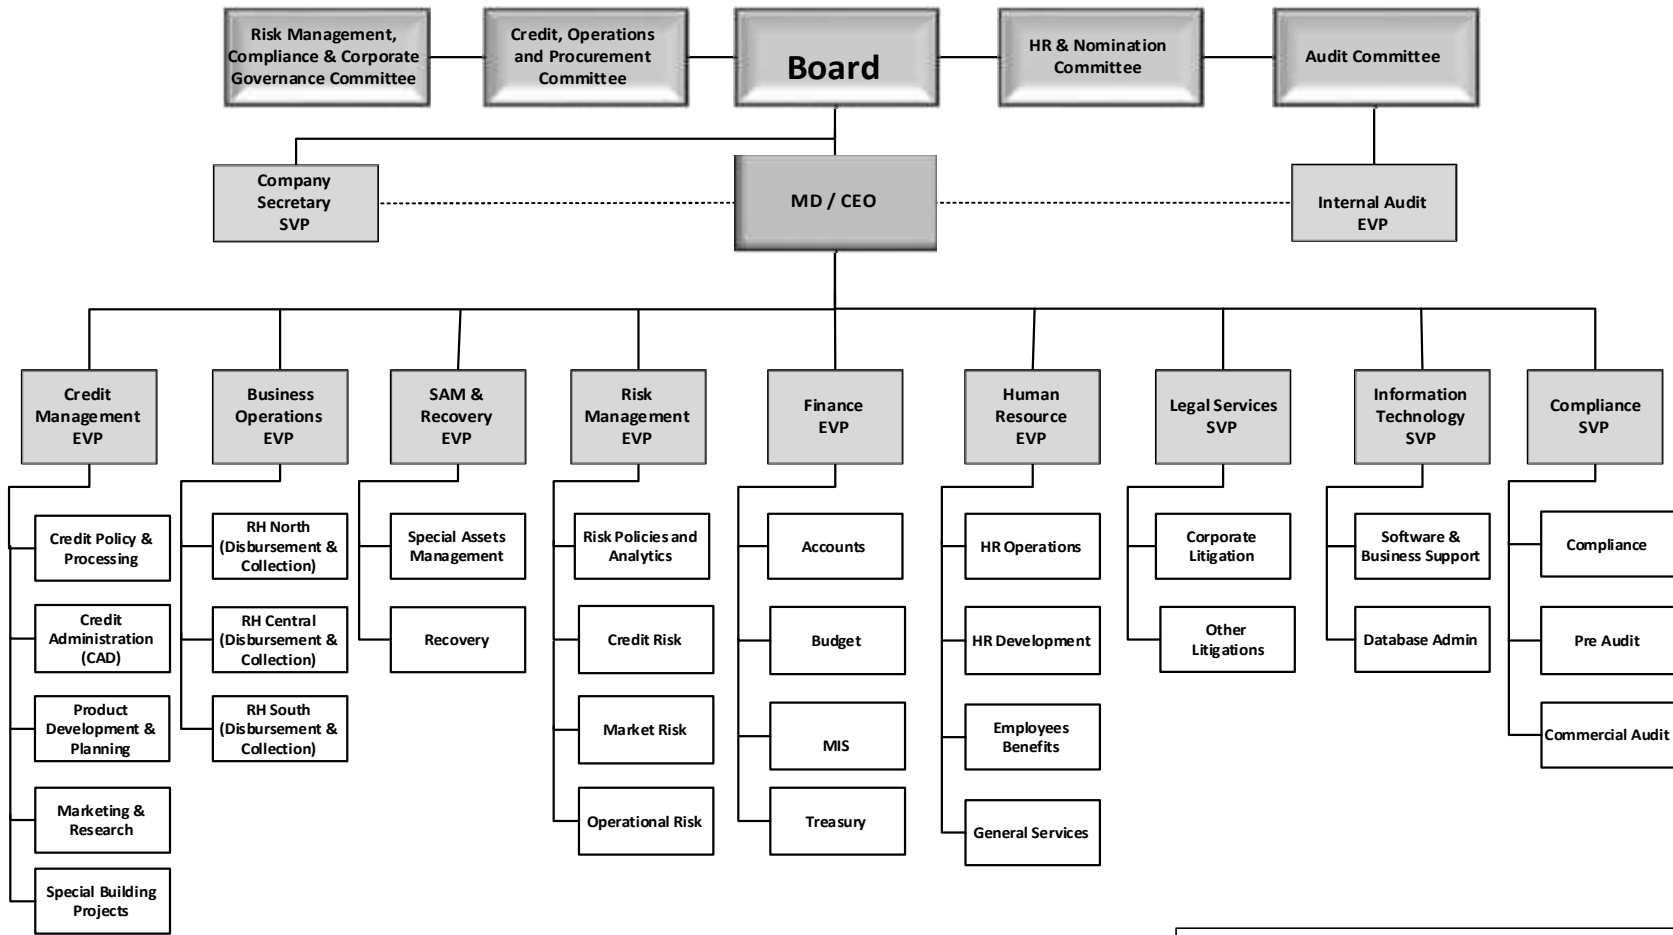 Risk Management,
Compliance & Corporate
Governance Committee
Credit, Operations
and Procurement
Committee
Board
HR & Nomination
Committee
Audit Committee
Company
Secretary
SVP
MD / CEO
Internal Audit
EVP
Credit
Management
EVP
Business
Operations
EVP
SAM &
Recovery
EVP
Risk
Management
EVP
Finance
EVP
Human
Resource
EVP
Legal Services
SVP
Information
Technology
SVP
Compliance
SVP
Credit Policy &
Processing
Credit
Administration
(CAD)
Product
Development &
Planning
Marketing &
Research
Special Building
Projects
RH North
(Disbursement &
Collection)
RH Central
(Disbursement &
Collection)
RH South
(Disbursement &
Collection)
Special Assets
Management
Recovery
Risk Policies and
Analytics
Credit Risk
Market Risk
Operational Risk
Accounts
Budget
MIS
Treasury
HR Operations
HR Development
Employees
Benefits
General Services
Corporate
Litigation
Other
Litigations
Software &
Business Support
Database Admin
Compliance
Pre Audit
Commercial Audit